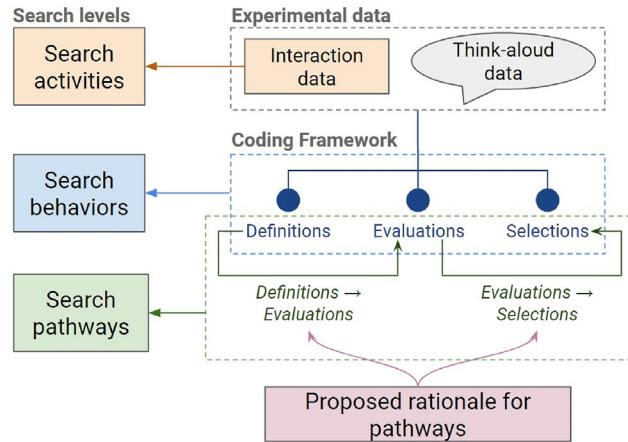 Search levels
Experimental data
Search
activities
Interaction
data
Think-aloud
data
Coding Framework
Search
behaviors
Definitions
Evaluations
Selections
Search
pathways
Definitions →
Evaluations
Evaluations →
Selections
Proposed rationale for
pathways